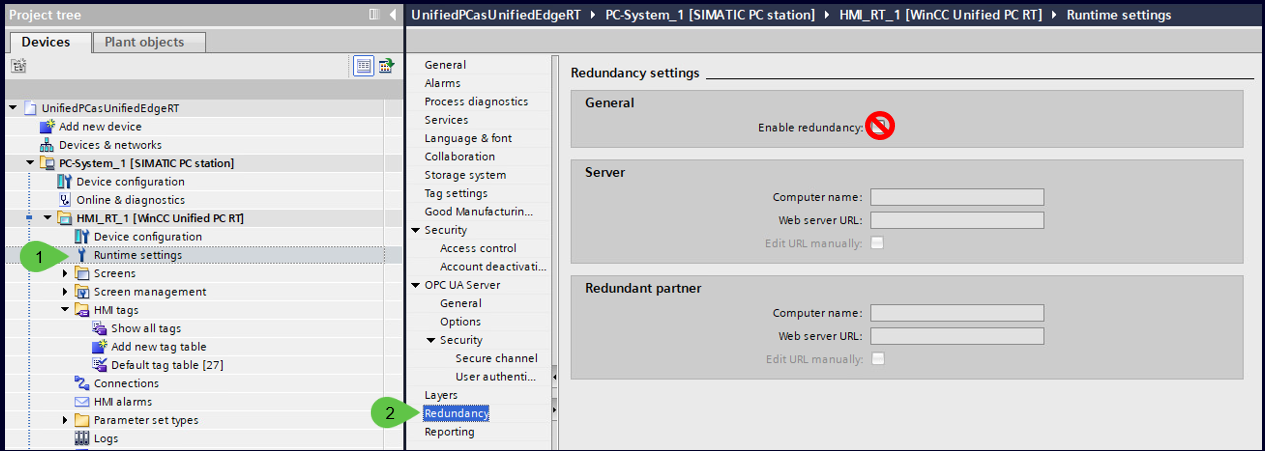 Project tree
Devices
Plant objects
UnifiedPCasUnifiedEdgeRT
Add new device
Devices & networks
PC-System_1 [SIMATIC PC station]
Device configuration
Online & diagnostics
HMI_RT_1 [WinCC Unified PC RT]
Device configuration
1
Runtime settings
Screens
Screen management
HMI tags
Show all tags
Add new tag table
Default tag table [27]
Connections
HMI alarms
Parameter set types
Logs
UnifiedPCasUnifiedEdgeRT PC-System_1 [SIMATIC PC station] HMI_RT_1 [WinCC Unified PC RT] Runtime settings
General
Alarms
Process diagnostics
Services
Language & font
Collaboration
Storage system
Tag settings
Good Manufacturin...
Security
Access control
Account deactivati...
OPC UA Server
General
Options
Security
Secure channel
User authenti...
Layers
2
Redundancy
Reporting
Redundancy settings
General
Enable redundancy:
Server
Computer name:
Web server URL:
Edit URL manually:
Redundant partner
Computer name:
Web server URL:
Edit URL manually: